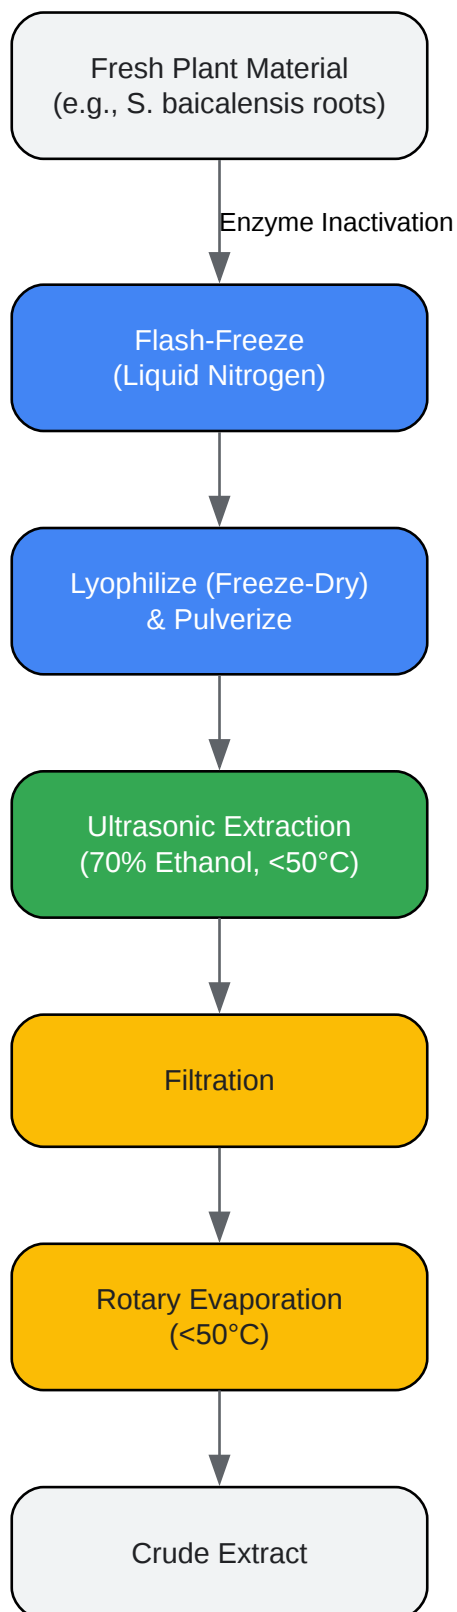 Fresh Plant Material
(e.g., S. baicalensis roots)
Enzyme Inactivation
Flash-Freeze
(Liquid Nitrogen)
Lyophilize (Freeze-Dry)
& Pulverize
Ultrasonic Extraction
(70% Ethanol, <50°C)
Filtration
Rotary Evaporation
(<50°C)
Crude Extract